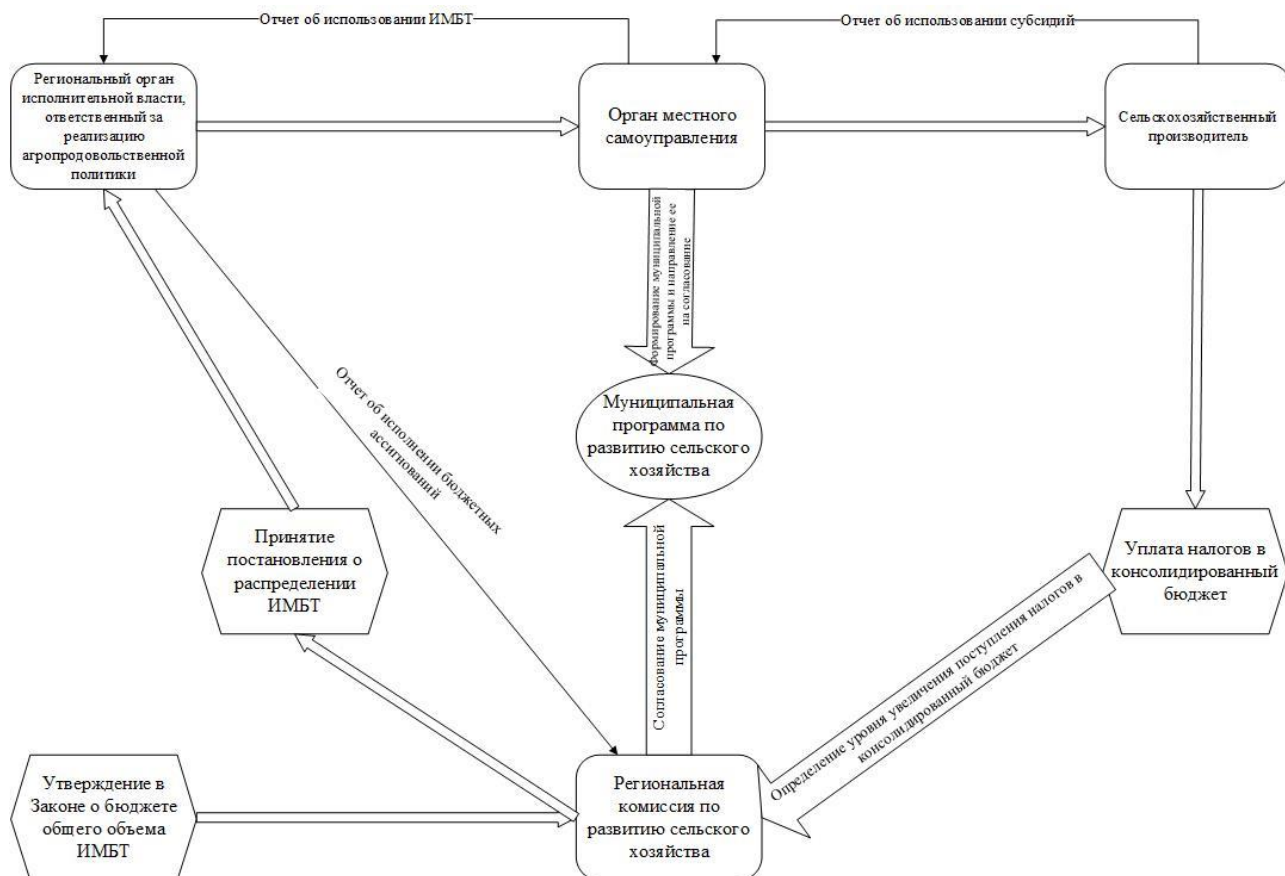 Отчет об использовании ИМБТ
Отчет об использовании субсидий
Региональный орган
исполнительной власти,
ответственный за
реализацию
агропродовольственной
политики
Орган местного
самоуправления
Сельскохозяйственный
производитель
Формирование муниципальной
программы и направление ее
на согласование
Отчет об исполнении бюджетных
ассигнований
Муниципальная
программа по
развитию сельского
хозяйства
Принятие
постановления о
распределении
ИМБТ
Уплата налогов в
консолидированный
бюджет
Согласование муниципальной
программы
Определение уровня увеличения поступления налогов в
консолидированный бюджет
Утверждение в
Законе о бюджете
общего объема
ИМБТ
Региональная
комиссия по
развитию сельского
хозяйства